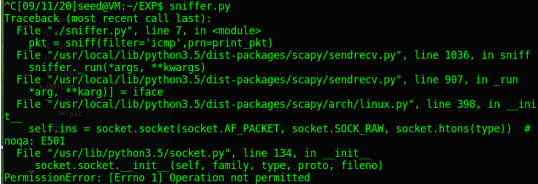 ^C[09/11/20]seed@VM:~/EXP$ sniffer.py
Traceback (most recent call last):
  File "./sniffer.py", line 7, in <module>
    pkt = sniff(filter='icmp',prn=print_pkt)
  File "/usr/local/lib/python3.5/dist-packages/scapy/sendrecv.py", line 1036, in sniff
    sniffer._run(*args, **kwargs)
  File "/usr/local/lib/python3.5/dist-packages/scapy/sendrecv.py", line 907, in _run
    *arg, **karg)] = iface
  File "/usr/local/lib/python3.5/dist-packages/scapy/arch/linux.py", line 398, in __ini
t__
    self.ins = socket.socket(socket.AF_PACKET, socket.SOCK_RAW, socket.htons(type))  #
noqa: E501
  File "/usr/lib/python3.5/socket.py", line 134, in __init__
    _socket.socket.__init__(self, family, type, proto, fileno)
PermissionError: [Errno 1] Operation not permitted